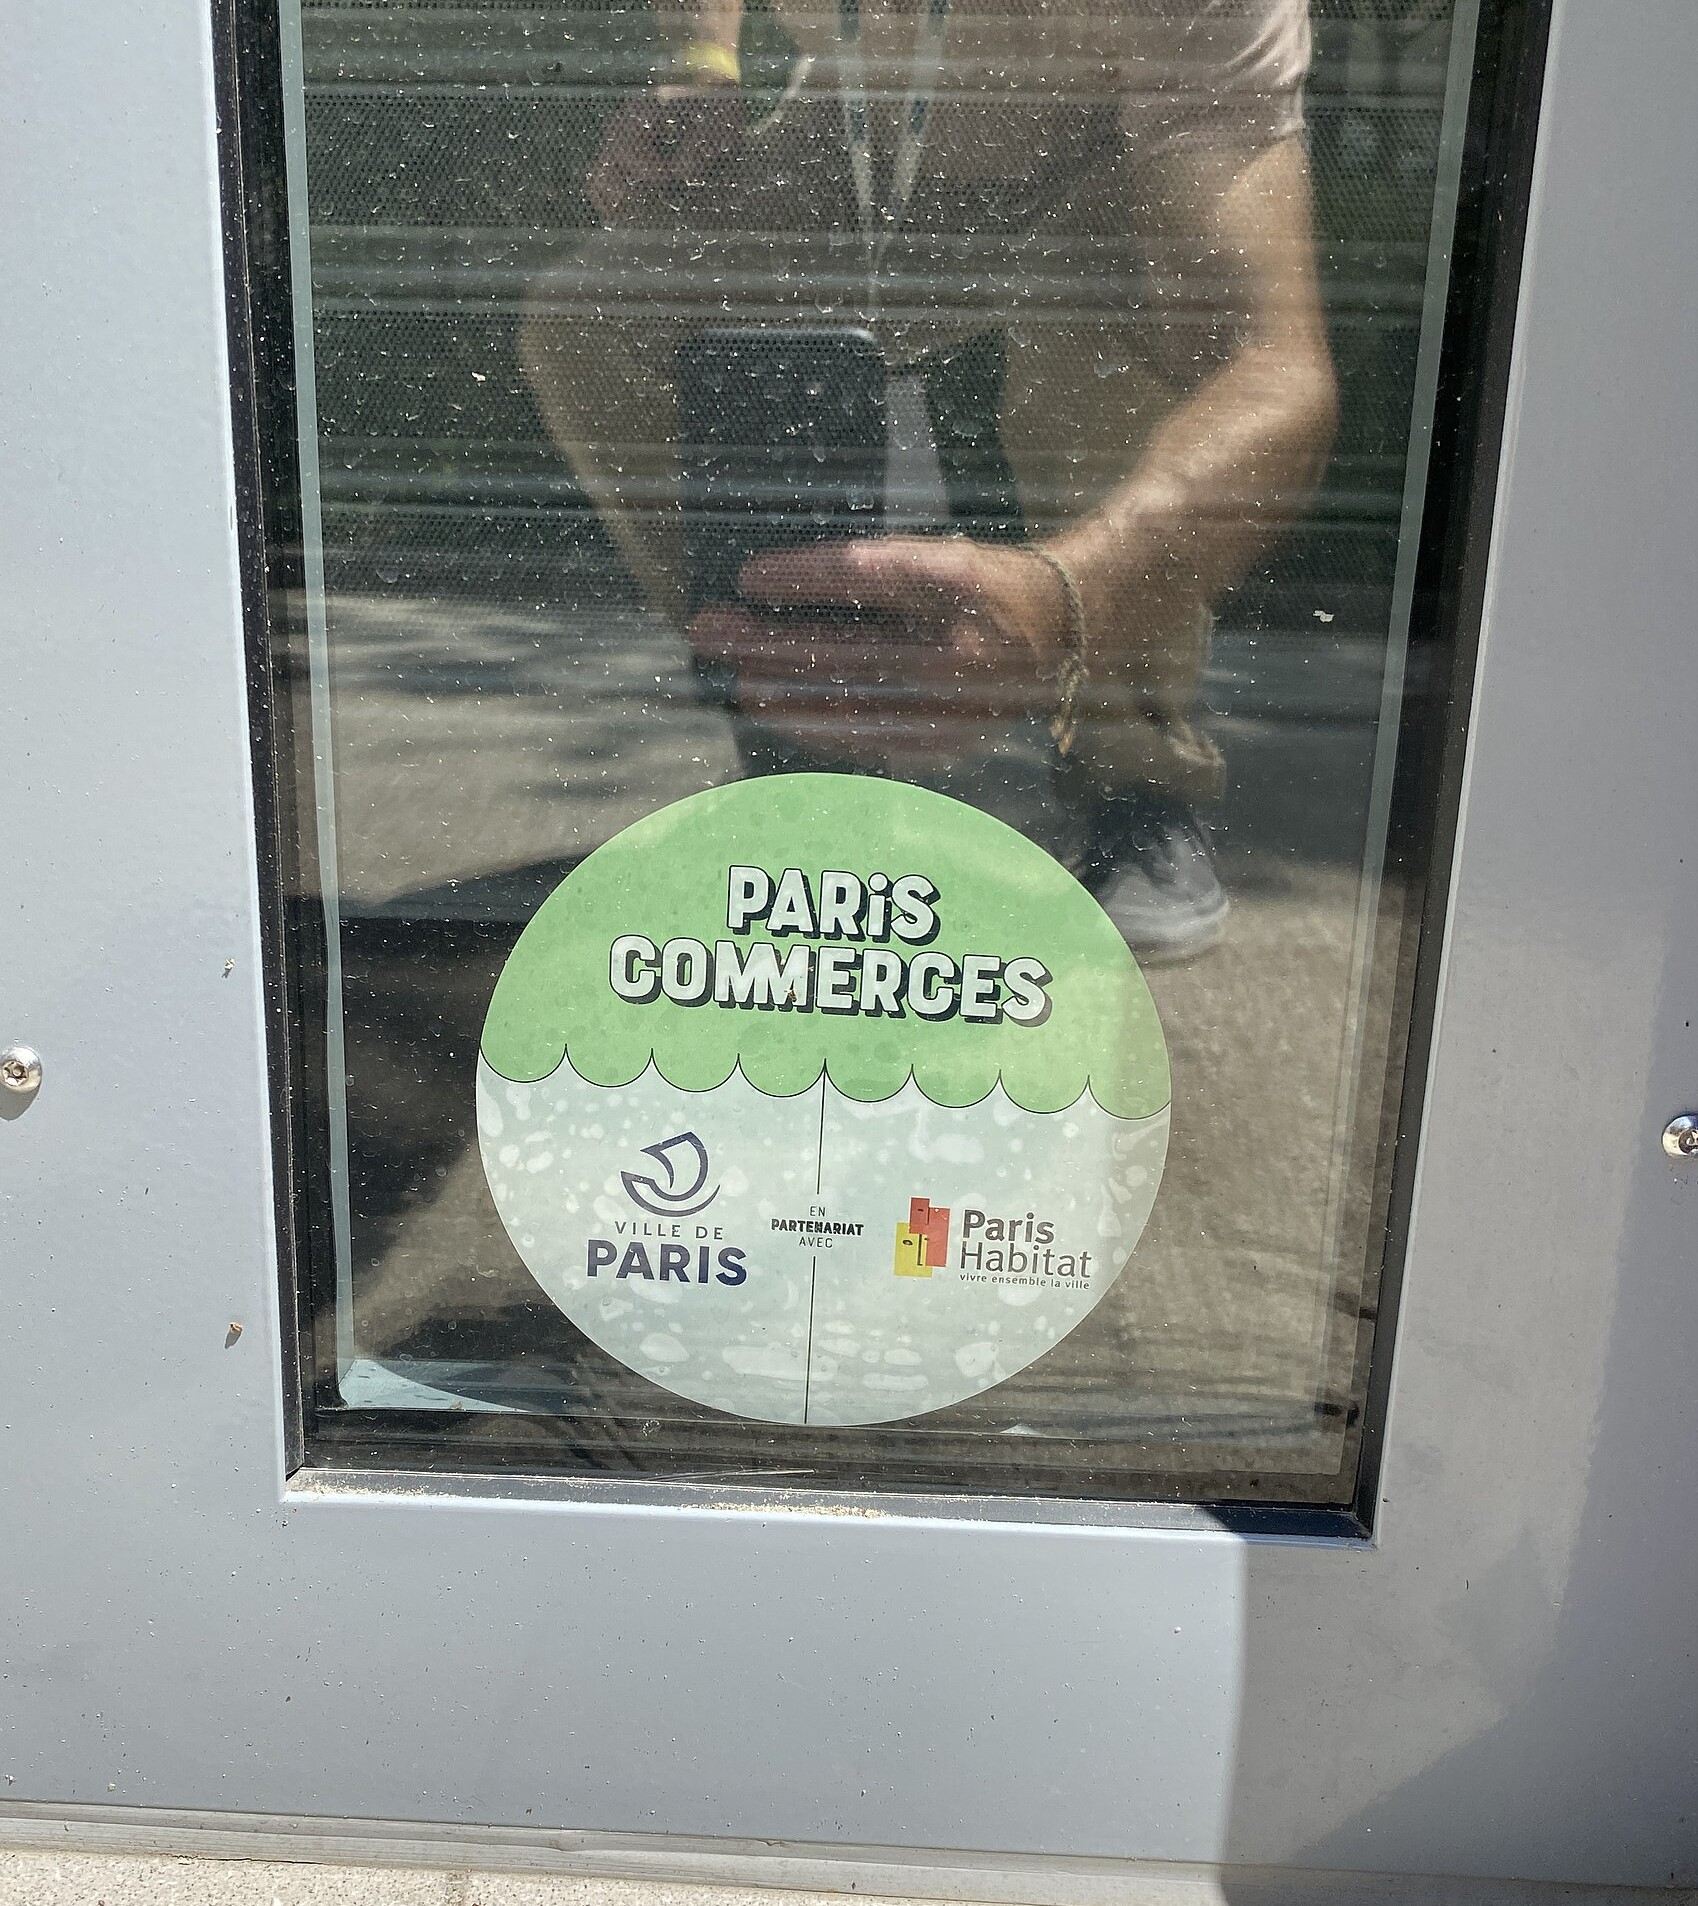 PARiS
COMMERCES
VILLE DE
PARIS
EN
PARTENARIAT
AVEC
Paris
Habitat
vivre ensemble la ville